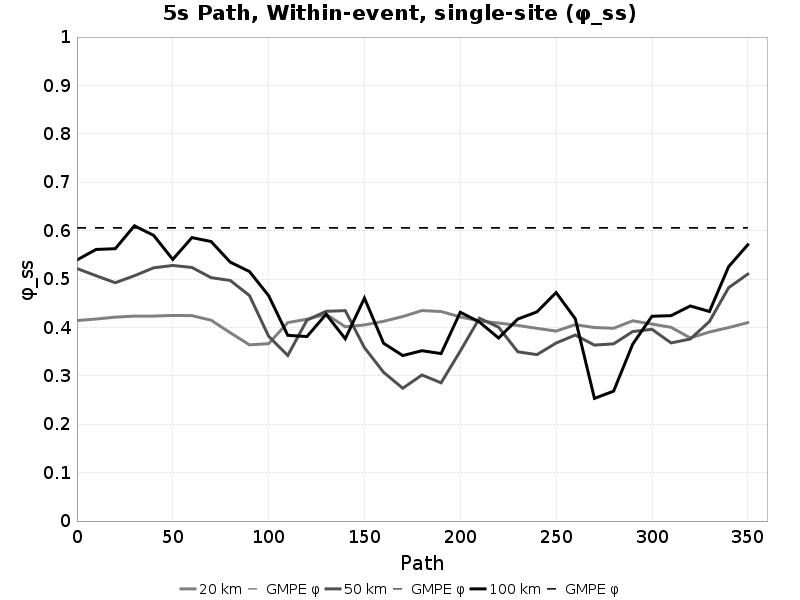 5s Path, Within-event, single-site (φ_ss)
1
0.9
0.8
0.7
0.6
0.5
0.4
0.3
0.2
0.1
0
φ_ss
0 50 100 150 200 250 300 350
Path
20 km GMPE φ 50 km GMPE φ 100 km GMPE φ